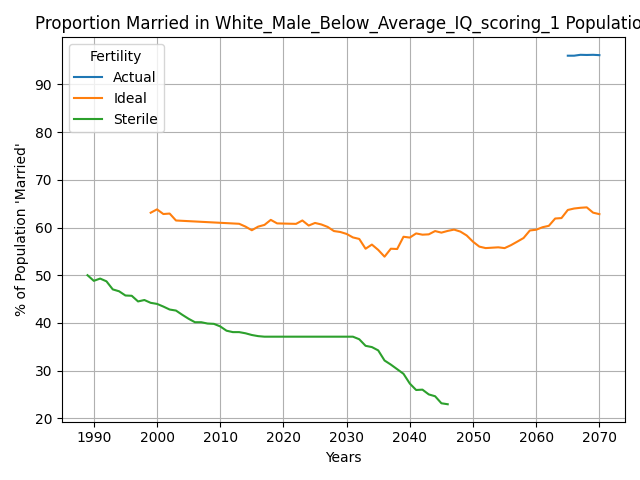 Proportion Married in White_Male_Below_Average_IQ_scoring_1 Populatio
Fertility
Actual
Ideal
Sterile
% of Population 'Married'
90
80
70
60
50
40
30
20
1990 2000 2010 2020 2030 2040 2050 2060 2070
Years